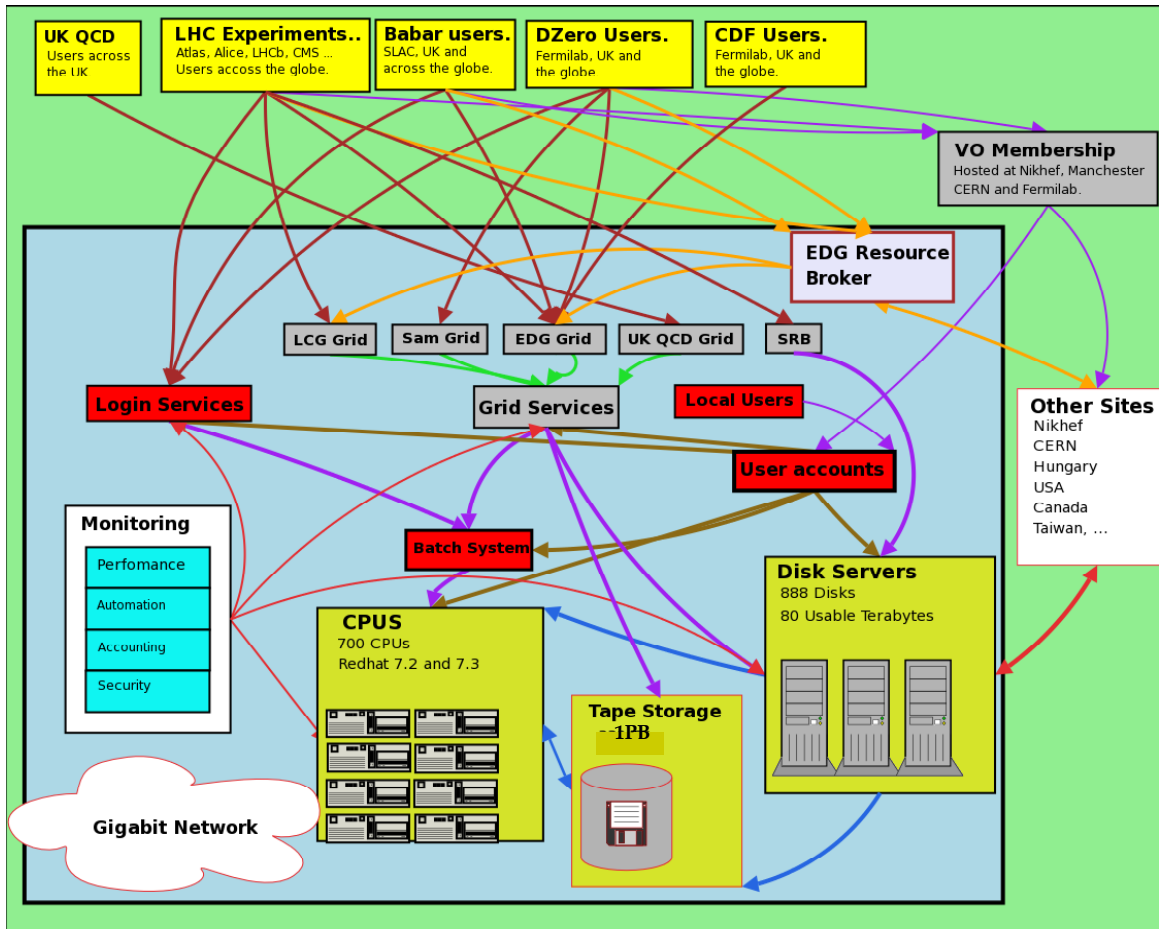 UK QCD
Users across
the UK
LHC Experiments..
Atlas, Alice, LHCb, CMS ...
Users accoss the globe.
Babar users.
SLAC, UK and
across the globe.
DZero Users.
Fermilab, UK and
the globe.
CDF Users.
Fermilab, UK and
the globe.
VO Membership
Hosted at Nikhef, Manchester
CERN and Fermilab.
EDG Resource
Broker
LCG Grid
Sam Grid
EDG Grid
UK QCD Grid
SRB
Login Services
Grid Services
Local Users
User accounts
Other Sites
Nikhef
CERN
Hungary
USA
Canada
Taiwan, ...
Monitoring
Perfomance
Automation
Accounting
Security
Batch System
CPUS
700 CPUs
Redhat 7.2 and 7.3
Disk Servers
888 Disks
80 Usable Terabytes
Tape Storage
1PB
Gigabit Network